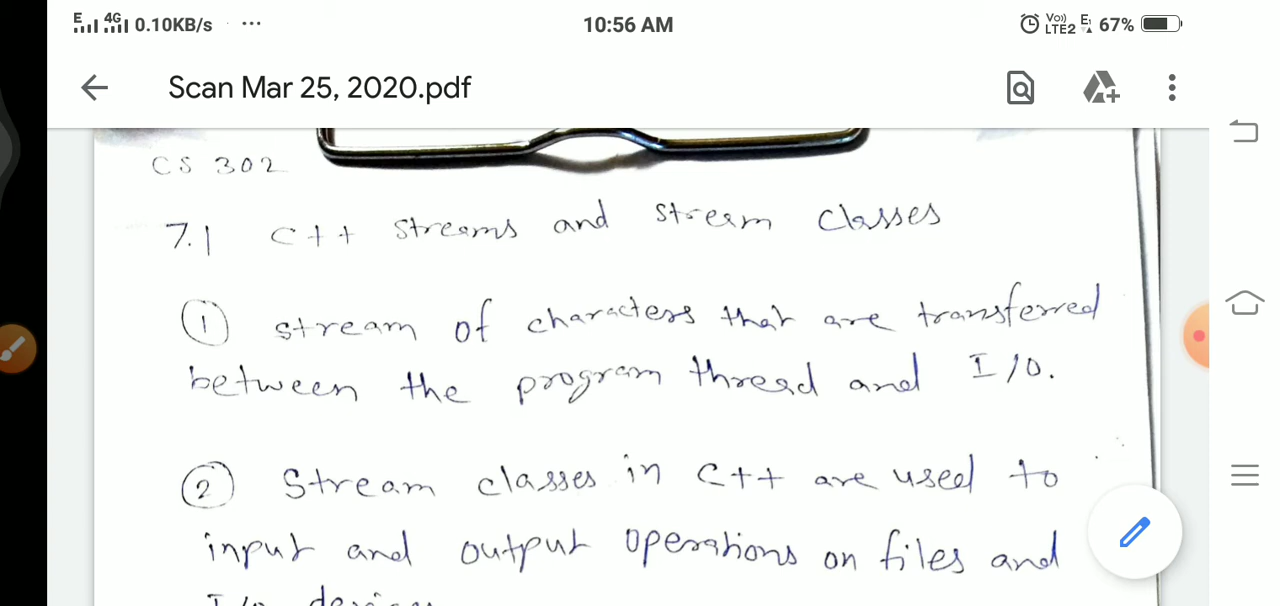 E 4G 0.10KB/s ... 10:56 AM Vo)) LTE2 E 67%
Scan Mar 25, 2020.pdf
CS 302
7.1 C++ streams and stream classes
1 stream of characters that are transferred
between the program thread and I/O.
2 Stream classes in C++ are used to
input and output operations on files and
I/o devices